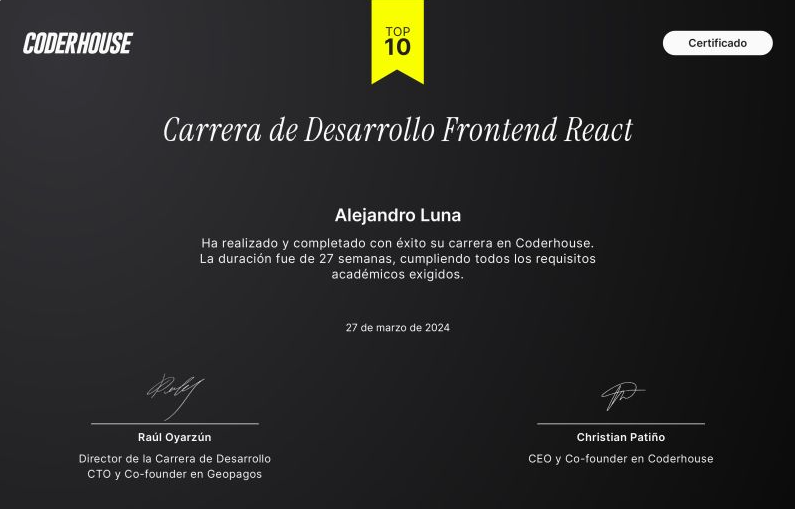 CODERHOUSE
TOP
10
Certificado
Carrera de Desarrollo Frontend React
Alejandro Luna
Ha realizado y completado con éxito su carrera en Coderhouse.
La duración fue de 27 semanas, cumpliendo todos los requisitos
académicos exigidos.
27 de marzo de 2024
Raúl Oyarzún
Director de la Carrera de Desarrollo
CTO y Co-founder en Geopagos
Christian Patiño
CEO y Co-founder en Coderhouse